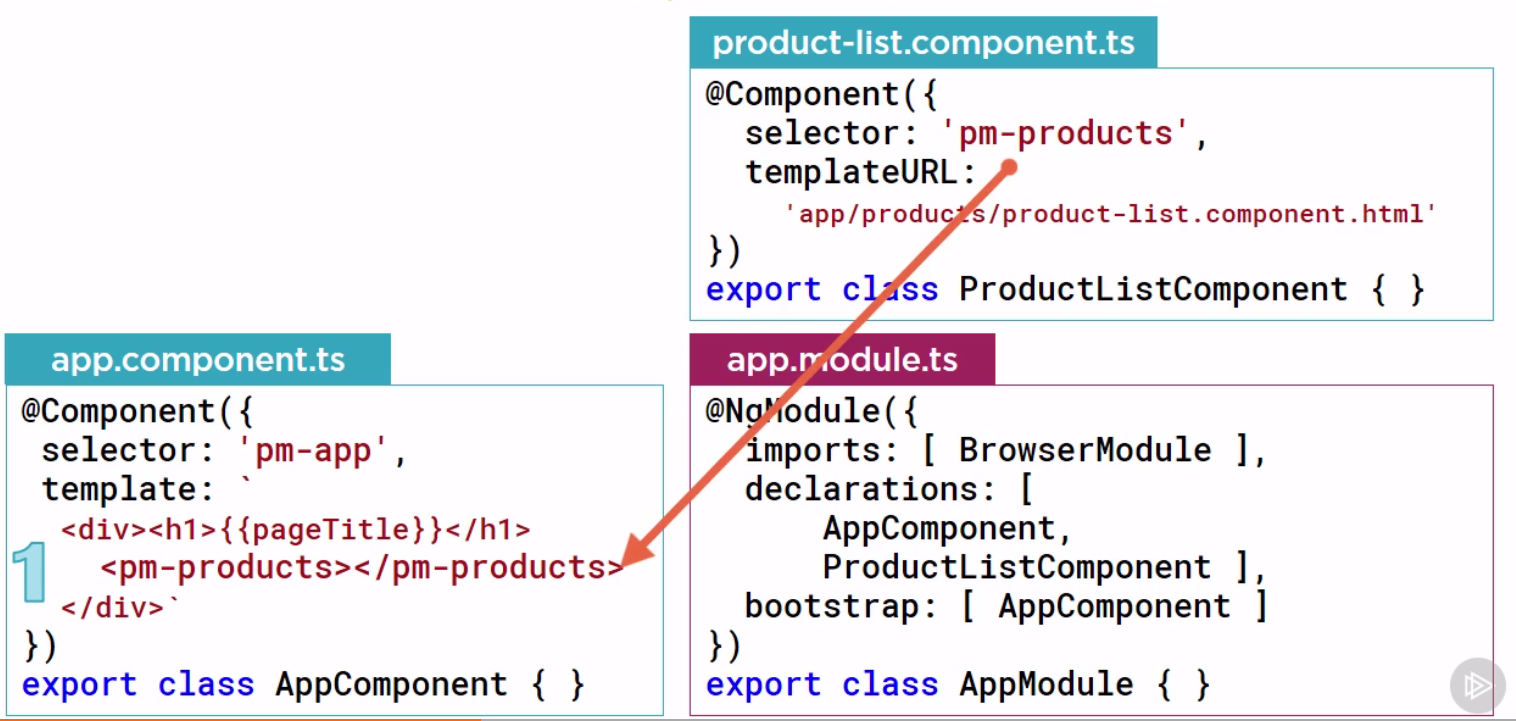 product-list.component.ts
@Component({
selector: 'pm-products',
templateURL:
'app/products/product-list.component.html'
})
export class ProductListComponent { }
app.component.ts
@Component({
selector: 'pm-app',
template: `
<div><h1>{{pageTitle}}</h1>
1
<pm-products></pm-products>
</div>`
})
export class AppComponent { }
app.module.ts
@NgModule({
imports: [ BrowserModule ],
declarations: [
AppComponent,
ProductListComponent ],
bootstrap: [ AppComponent ]
})
export class AppModule { }